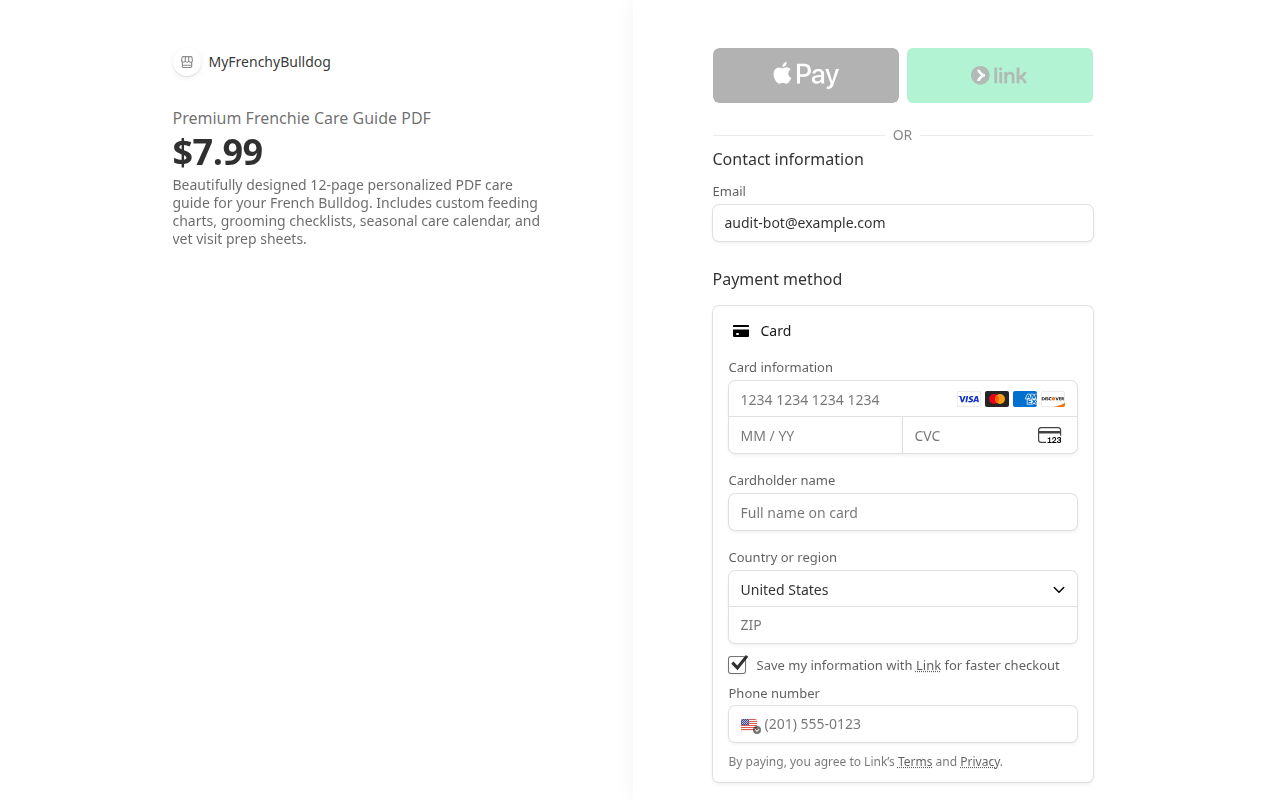 MyFrenchyBulldog
Premium Frenchie Care Guide PDF
$7.99
Beautifully designed 12-page personalized PDF care
guide for your French Bulldog. Includes custom feeding
charts, grooming checklists, seasonal care calendar, and
vet visit prep sheets.
Pay
link
OR
Contact information
Email
audit-bot@example.com
Payment method
Card
Card information
1234 1234 1234 1234
VISA
AMEX
DISCOVER
MM / YY
CVC
123
Cardholder name
Full name on card
Country or region
United States
ZIP
Save my information with Link for faster checkout
Phone number
(201) 555-0123
By paying, you agree to Link's Terms and Privacy.